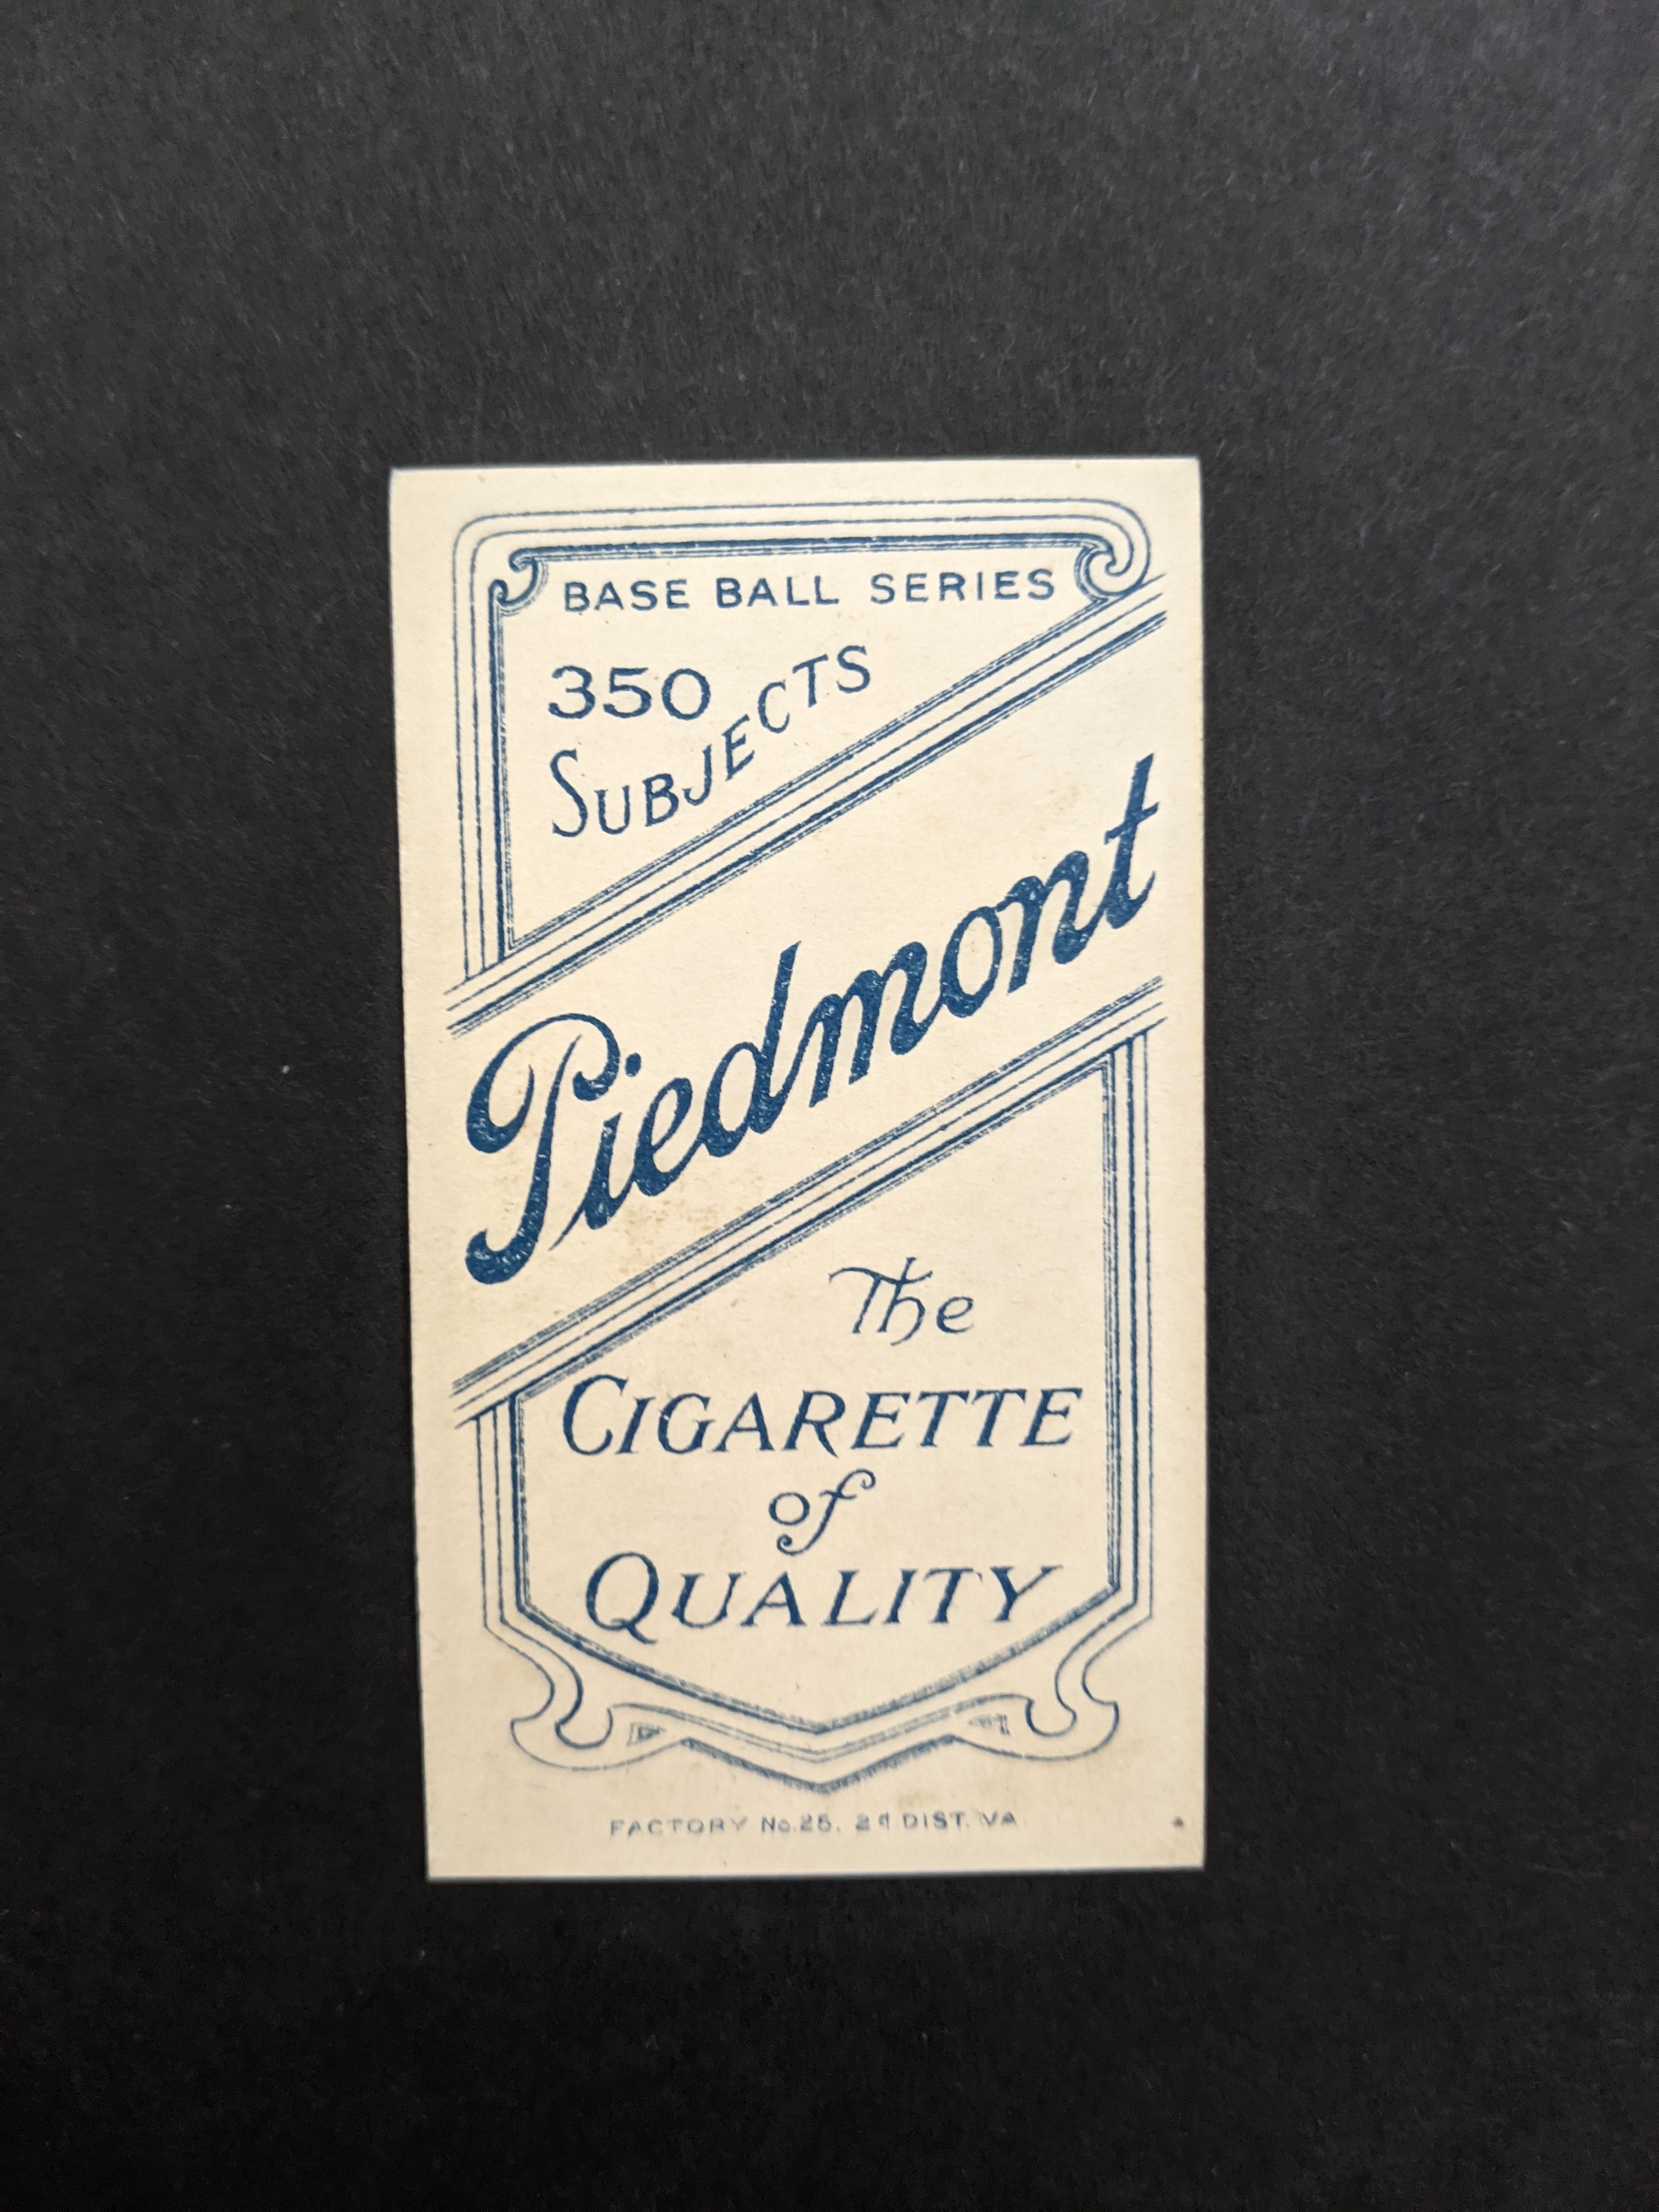 BASE BALL SERIES
350
SUBJECTS
Piedmont
The
CIGARETTE
of
QUALITY
FACTORY No. 25, 2d DIST. VA